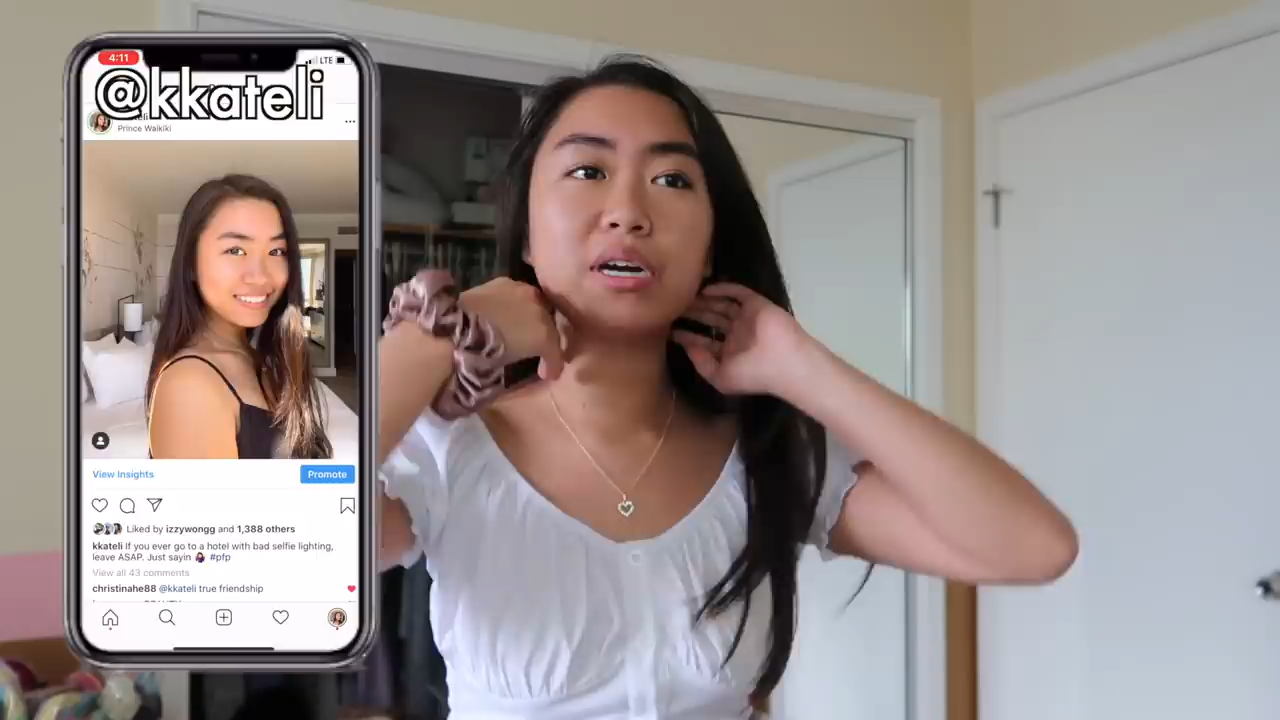 4:11
LTE
@kkateli
Prince Waikiki
View Insights
Promote
Liked by izzywongg and 1,388 others
kkateli If you ever go to a hotel with bad selfie lighting,
leave ASAP. Just sayin #pfp
View all 43 comments
christinahe88 @kkateli true friendship